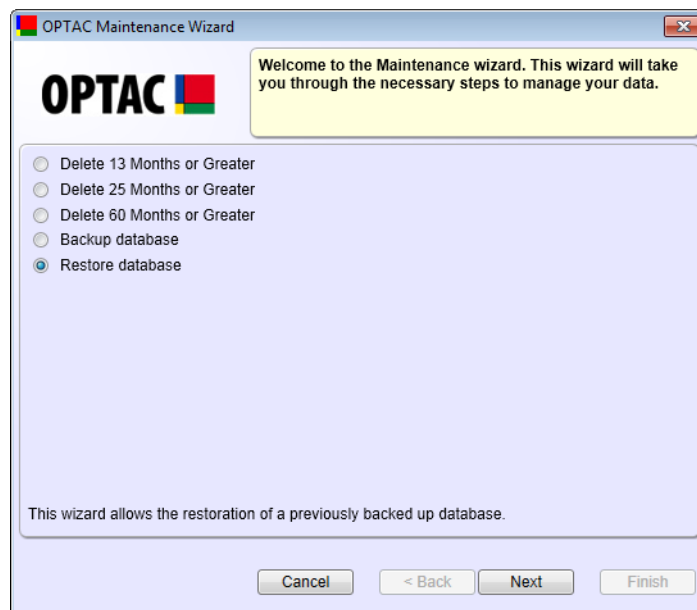 OPTAC Maintenance Wizard
OPTAC
Welcome to the Maintenance wizard. This wizard will take
you through the necessary steps to manage your data.
Delete 13 Months or Greater
Delete 25 Months or Greater
Delete 60 Months or Greater
Backup database
Restore database
This wizard allows the restoration of a previously backed up database.
Cancel
< Back
Next
Finish